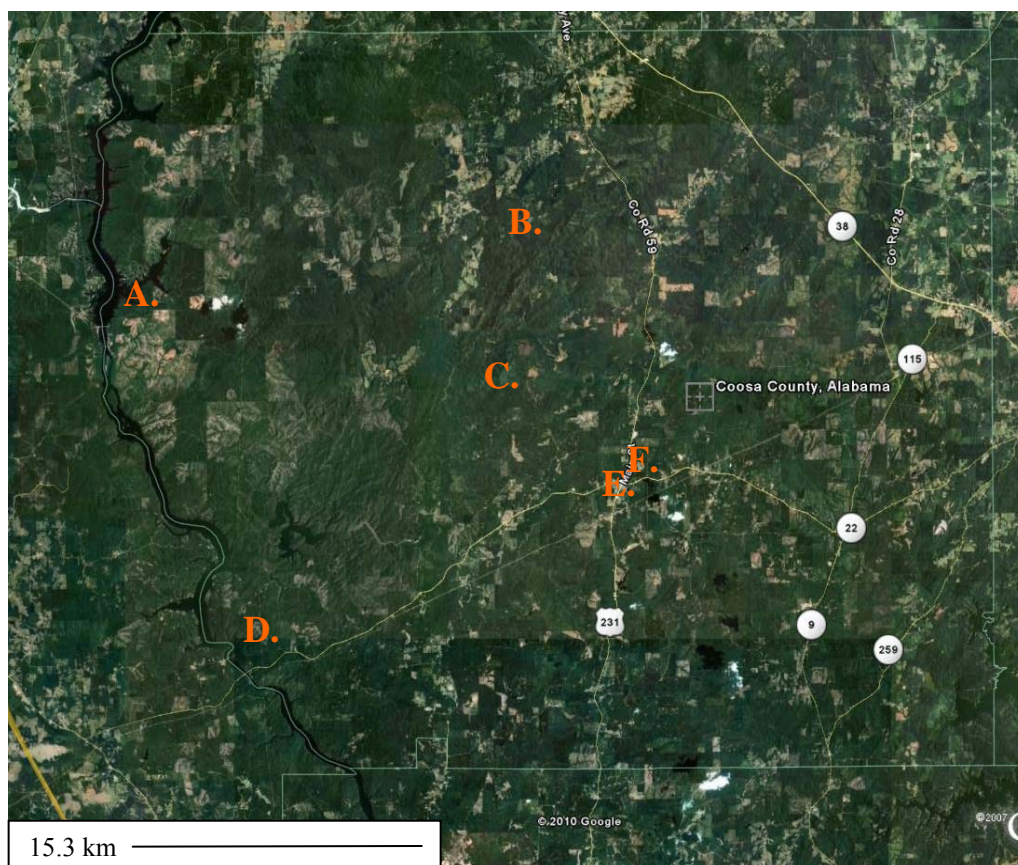 y Ave
Co Rd 59
38
Co Rd 28
B.
A.
115
C.
Coosa County, Alabama
F.
E.
22
D.
231
9
259
© 2010 Google
©2007
15.3 km